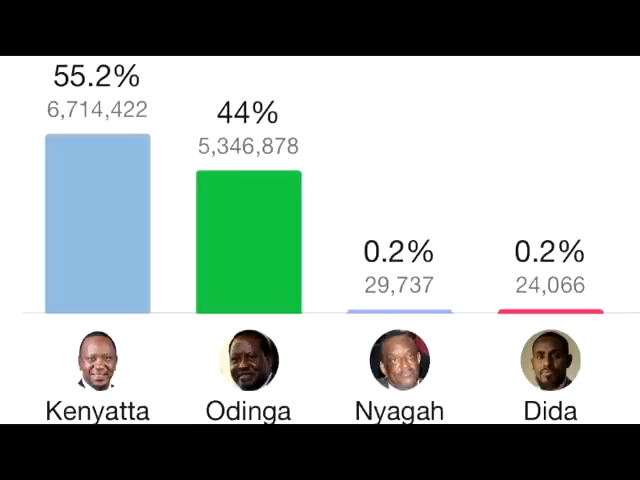 55.2%
6,714,422
44%
5,346,878
0.2%
29,737
0.2%
24,066
Kenyatta
Odinga
Nyagah
Dida